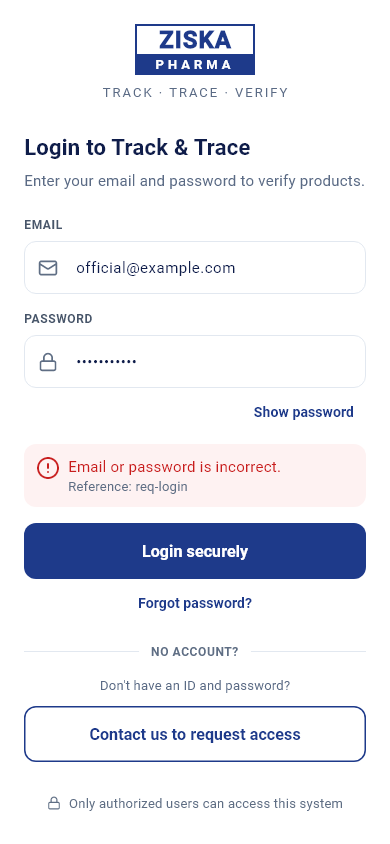 ZISKA
PHARMA
TRACK · TRACE · VERIFY
Login to Track & Trace
Enter your email and password to verify products.
EMAIL
official@example.com
PASSWORD
•••••••••••
Show password
Email or password is incorrect.
Reference: req-login
Login securely
Forgot password?
NO ACCOUNT?
Don't have an ID and password?
Contact us to request access
Only authorized users can access this system